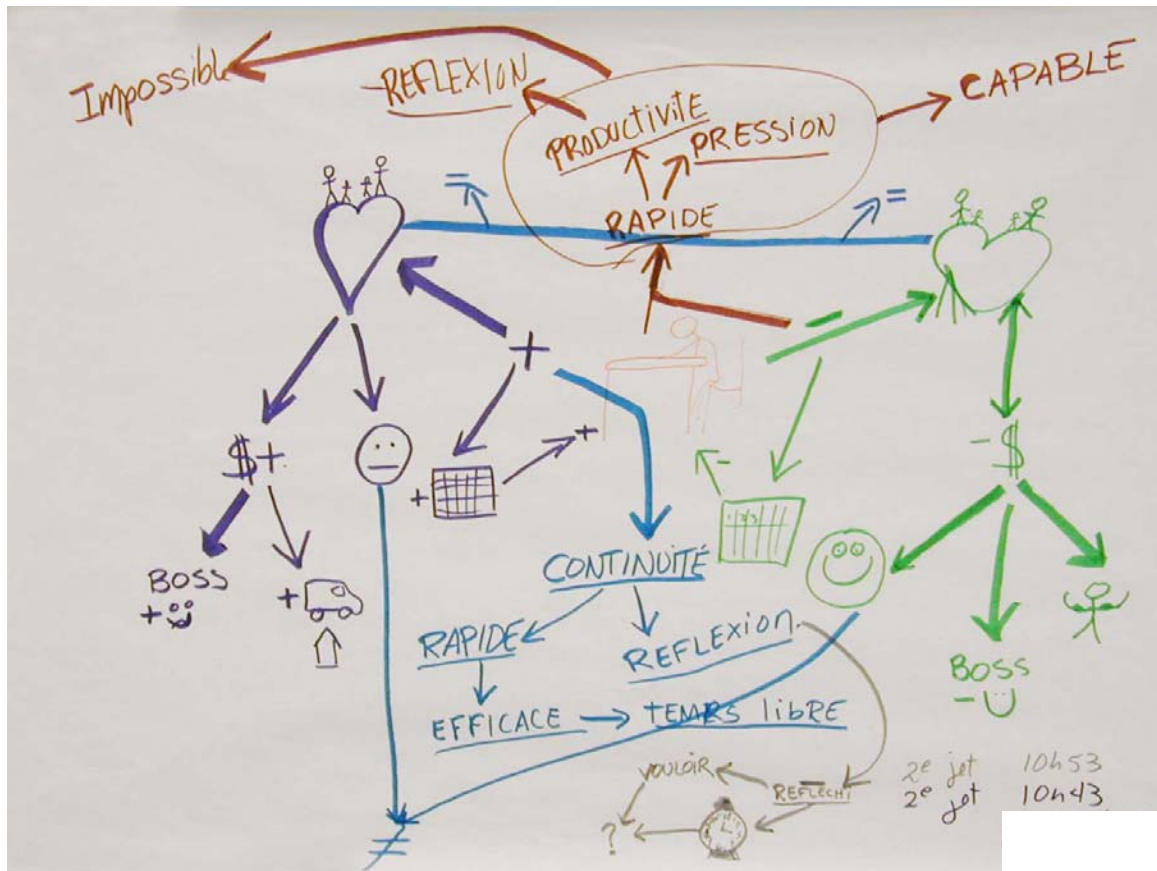 Impossible
-REFLEXION
CAPABLE
PRODUCTIVITÉ
PRESSION
RAPIDE
=
=
+
-
$+
-$
+
+
-
BOSS
+
+
CONTINUITÉ
RAPIDE
REFLEXION
BOSS
-
EFFICACE
TEMPS LIBRE
VOULOIR
REFLECHI
?
≠
2e jet 10h53
2e jet 10h43